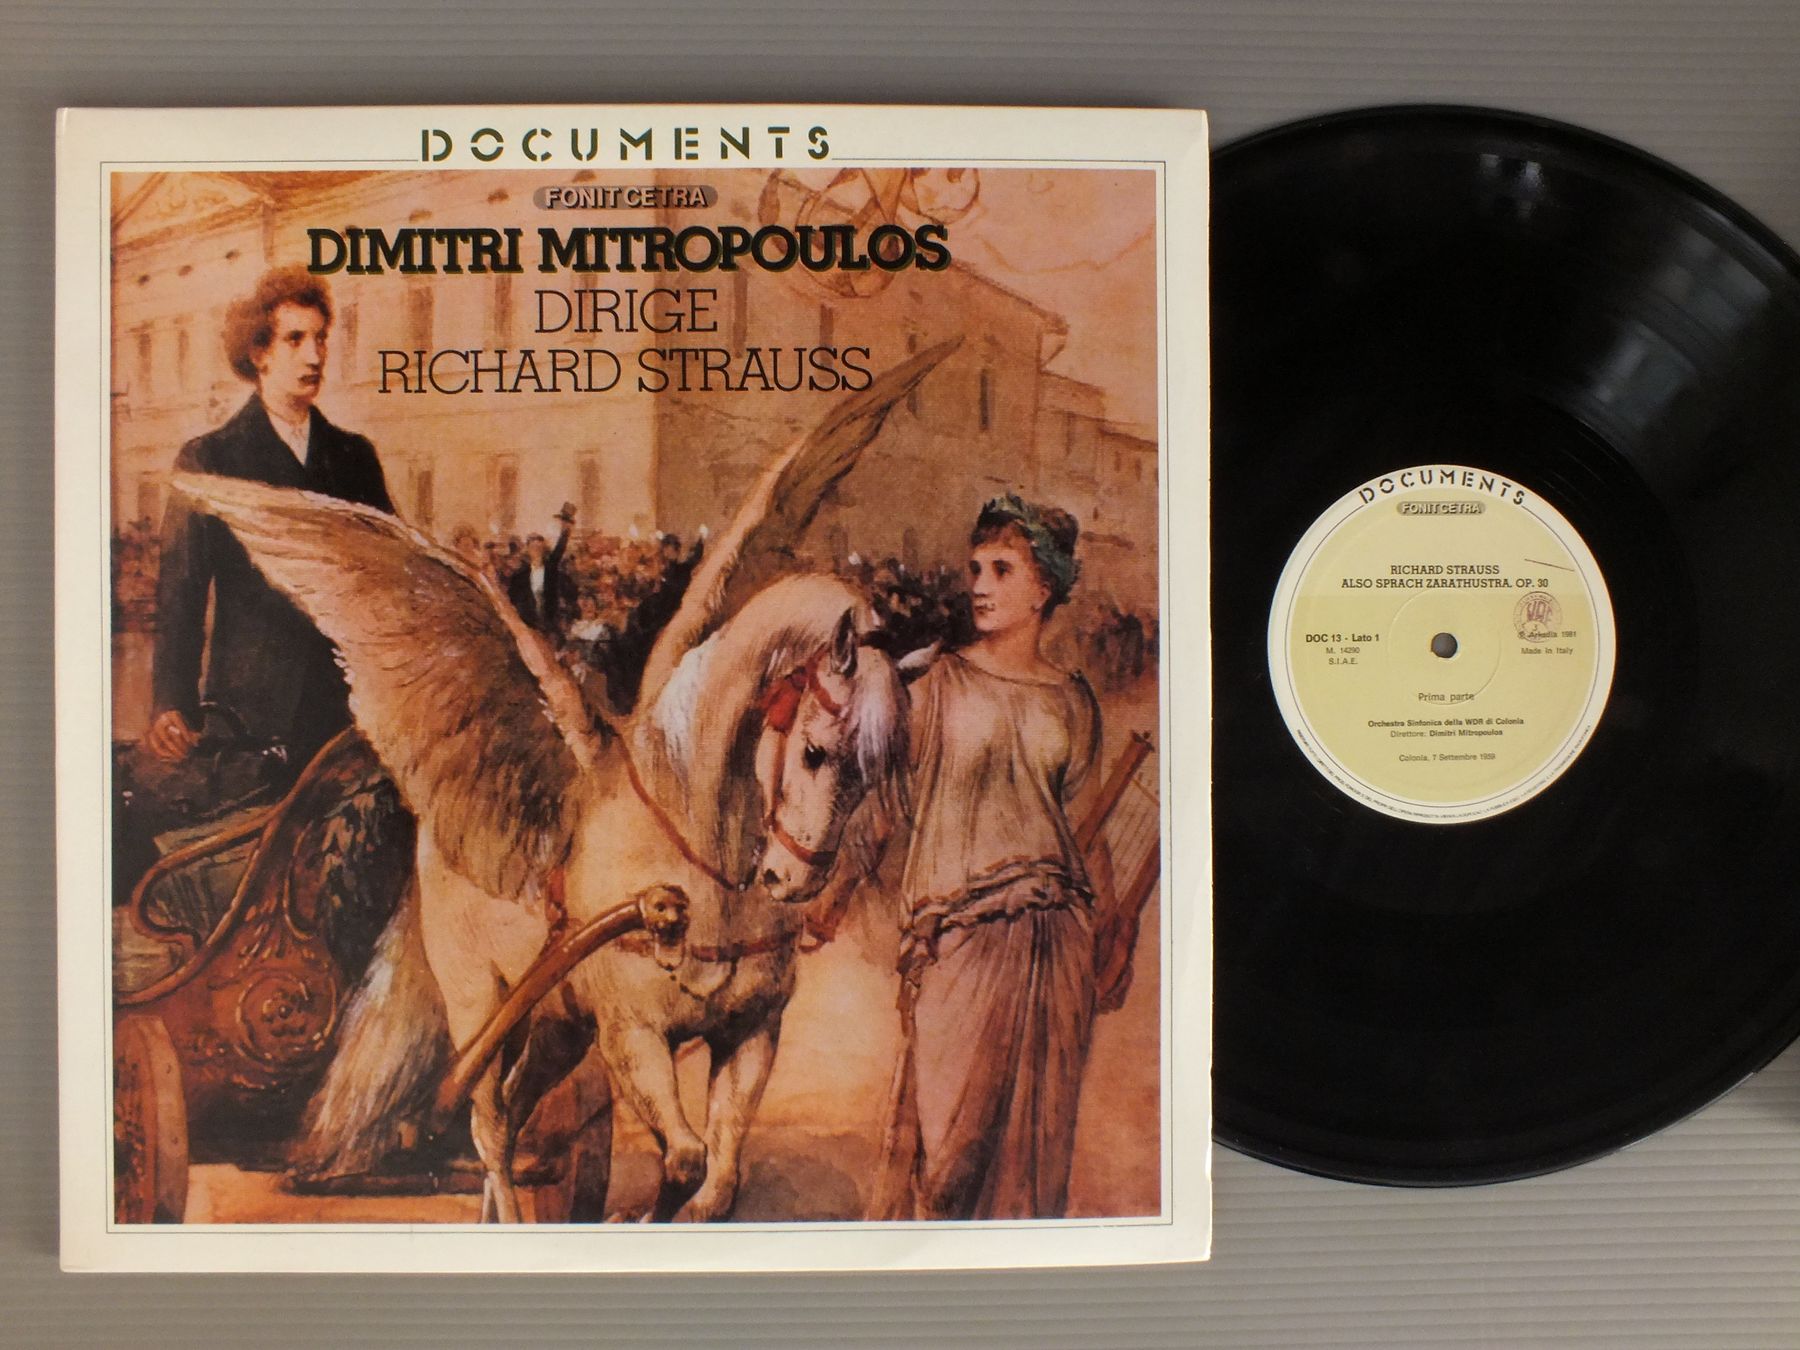 DOCUMENTS
FONIT CETRA
DIMITRI MITROPOULOS
DIRIGE
RICHARD STRAUSS
DOCUMENTS
FONIT CETRA
RICHARD STRAUSS
ALSO SPRACH ZARATHUSTRA. OP. 30
DOC 13 - Lato 1
M. 14290
S.I.A.E.
℗ Arkadia 1981
Made in Italy
Prima parte
Orchestra Sinfonica della WDR di Colonia
Direttore: Dimitri Mitropoulos
Colonia, 7 Settembre 1959